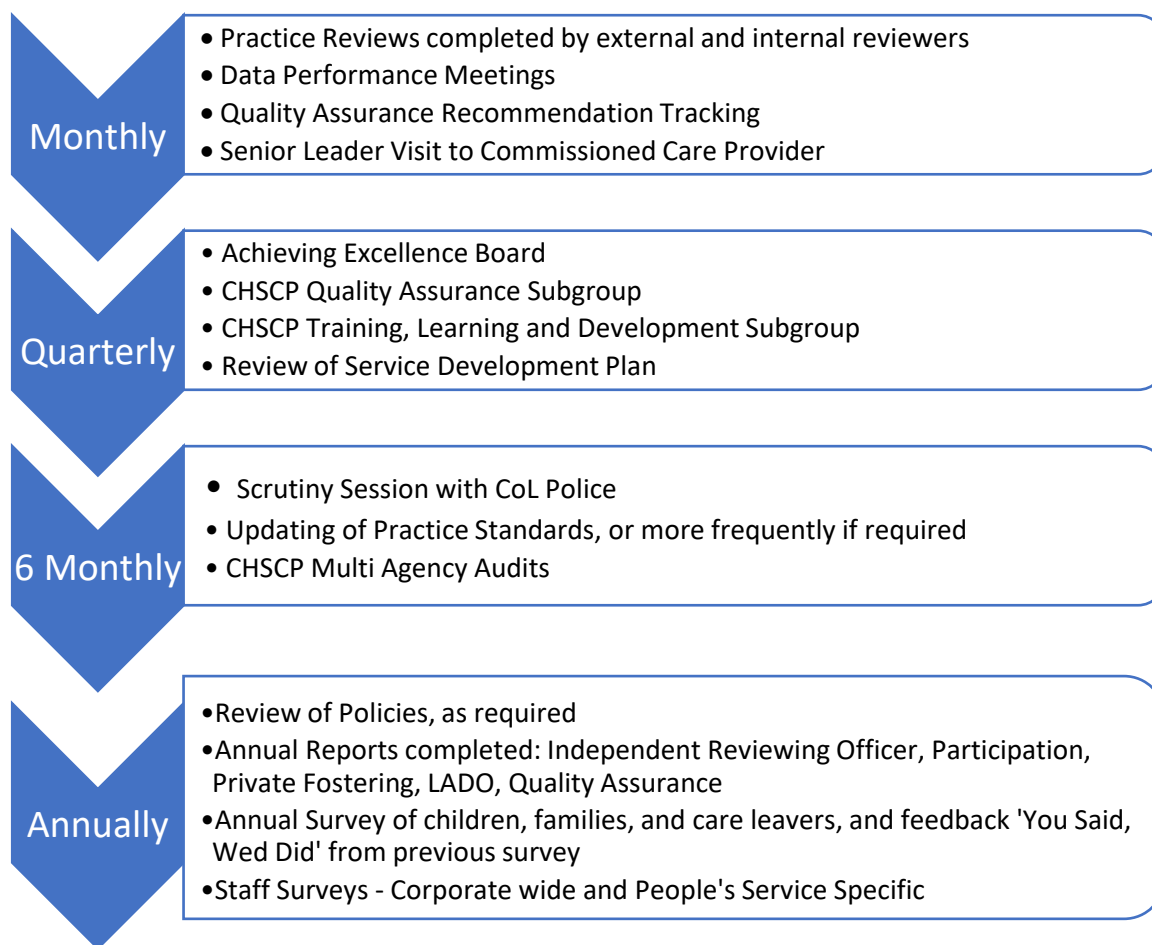 Monthly
• Practice Reviews completed by external and internal reviewers
• Data Performance Meetings
• Quality Assurance Recommendation Tracking
• Senior Leader Visit to Commissioned Care Provider
Quarterly
• Achieving Excellence Board
• CHSCP Quality Assurance Subgroup
• CHSCP Training, Learning and Development Subgroup
• Review of Service Development Plan
6 Monthly
• Scrutiny Session with CoL Police
• Updating of Practice Standards, or more frequently if required
• CHSCP Multi Agency Audits
Annually
•Review of Policies, as required
•Annual Reports completed: Independent Reviewing Officer, Participation,
Private Fostering, LADO, Quality Assurance
•Annual Survey of children, families, and care leavers, and feedback 'You Said,
Wed Did' from previous survey
•Staff Surveys - Corporate wide and People's Service Specific